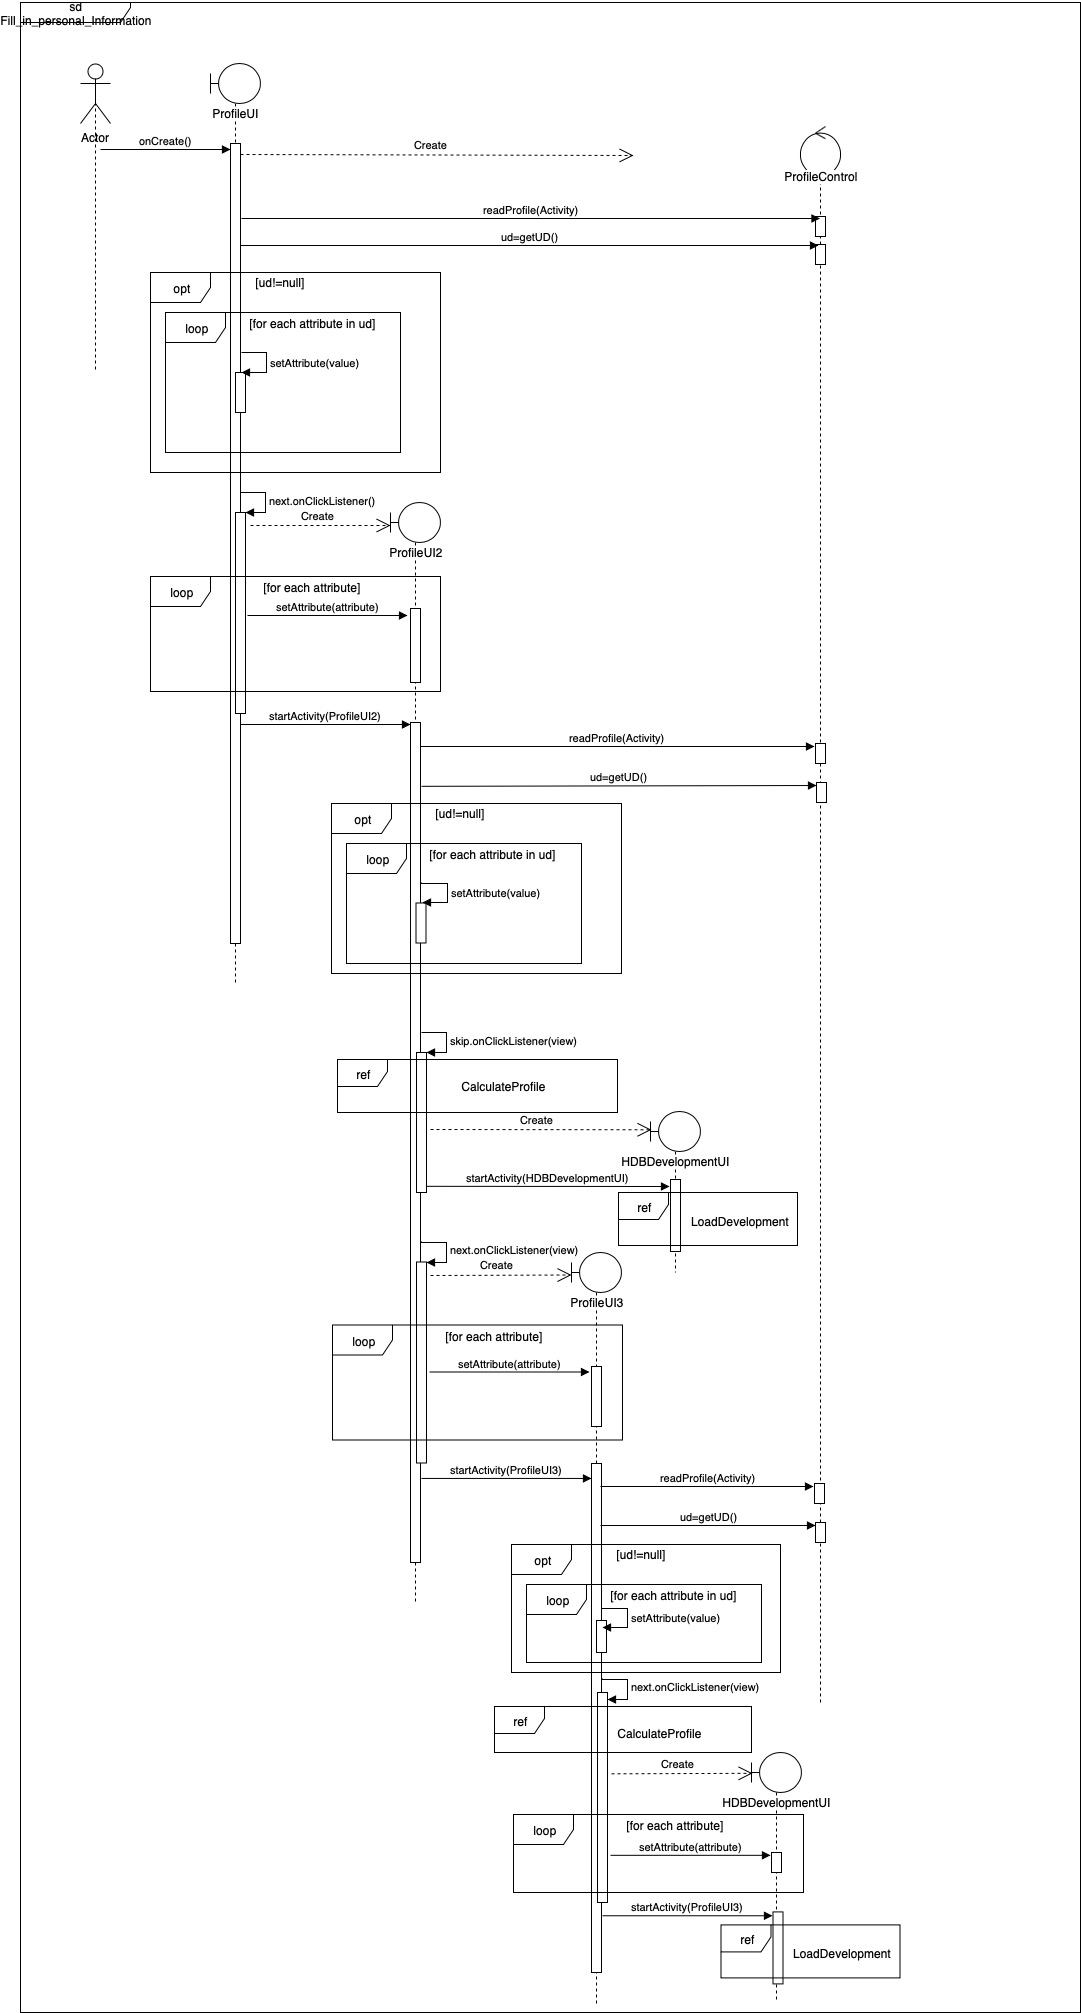 sd
Fill_in_personal_Information
ProfileUI
Actor
onCreate()
Create
ProfileControl
readProfile(Activity)
ud=getUD()
opt
[ud!=null]
loop
[for each attribute in ud]
setAttribute(value)
next.onClickListener()
Create
ProfileUI2
loop
[for each attribute]
setAttribute(attribute)
startActivity(ProfileUI2)
readProfile(Activity)
ud=getUD()
opt
[ud!=null]
loop
[for each attribute in ud]
setAttribute(value)
skip.onClickListener(view)
ref
CalculateProfile
Create
HDBDevelopmentUI
startActivity(HDBDevelopmentUI)
ref
LoadDevelopment
next.onClickListener(view)
Create
ProfileUI3
loop
[for each attribute]
setAttribute(attribute)
startActivity(ProfileUI3)
readProfile(Activity)
ud=getUD()
opt
[ud!=null]
loop
[for each attribute in ud]
setAttribute(value)
next.onClickListener(view)
ref
CalculateProfile
Create
HDBDevelopmentUI
loop
[for each attribute]
setAttribute(attribute)
startActivity(ProfileUI3)
ref
LoadDevelopment